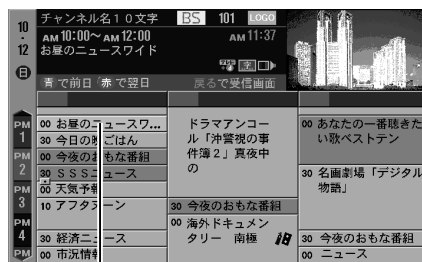 10
・
12
日
チャンネル名10文字 BS 101 LOGO
AM 10:00~AM 12:00 AM 11:37
お昼のニュースワイド
字
青で前日 赤で翌日 戻るで受信画面
PM
1
PM
2
PM
3
PM
4
PM
00 お昼のニュースワ...
30 今日の晩ごはん
00 今夜のおもな番組
30 SSSニュース
00 天気予報
10 アフタヌーン
30 経済ニュース
00 市況情報
ドラマアンコー
ル「沖警視の事
件簿2」真夜中
の
30 今夜のおもな番組
00 海外ドキュメン
タリー 南極
00 あなたの一番聴きた
い歌ベストテン
30 名画劇場「デジタル
物語」
30 今夜のおもな番組
00 ニュース